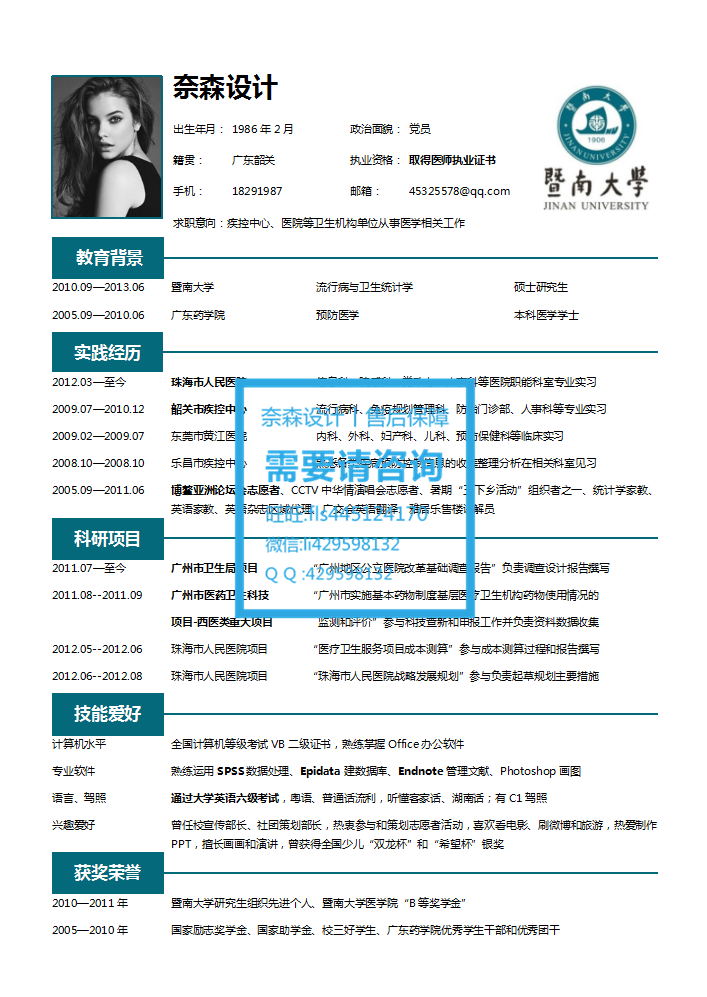 奈森设计
出生年月： 1986 年 2 月 政治面貌： 党员
籍贯： 广东韶关 执业资格： 取得医师执业证书
手机： 18291987 邮箱： 45325578@qq.com
求职意向：疾控中心、医院等卫生机构单位从事医学相关工作
暨南大學
JINAN UNIVERSITY
1906
教育背景
2010.09—2013.06 暨南大学 流行病与卫生统计学 硕士研究生
2005.09—2010.06 广东药学院 预防医学 本科医学学士
实践经历
2012.03—至今 珠海市人民医院 等医院职能科室专业实习
2009.07—2010.12 韶关市疾控中心 流行病科、免疫规划管理科、防治门诊部、人事科等专业实习
2009.02—2009.07 东莞市黄江医院 内科、外科、妇产科、儿科、预防保健科等临床实习
2008.10—2008.10 乐昌市疾控中心 的收集整理分析在相关科室见习
2005.09—2011.06 博鳌亚洲论坛会志愿者、CCTV 中华情演唱会志愿者、暑期“三下乡活动”组织者之一、统计学家教、
英语家教、英语杂志区域代理、广交会英语翻译、雅居乐售楼讲解员
奈森设计丨售后保障
需要请咨询
旺旺:lls445124170
微信:li429598132
Q Q :429598132
科研项目
2011.07—至今 广州市卫生局项目 “广州地区公立医院改革基础调查报告”负责调查设计报告撰写
2011.08--2011.09 广州市医药卫生科技 “广州市实施基本药物制度基层医疗卫生机构药物使用情况的
项目-西医类重大项目 监测和评价”参与科技查新和申报工作并负责资料数据收集
2012.05--2012.06 珠海市人民医院项目 “医疗卫生服务项目成本测算”参与成本测算过程和报告撰写
2012.06--2012.08 珠海市人民医院项目 “珠海市人民医院战略发展规划”参与负责起草规划主要措施
技能爱好
计算机水平 全国计算机等级考试 VB 二级证书，熟练掌握 Office 办公软件
专业软件 熟练运用 SPSS 数据处理、Epidata 建数据库、Endnote 管理文献、Photoshop 画图
语言、驾照 通过大学英语六级考试，粤语、普通话流利，听懂客家话、湖南话；有 C1 驾照
兴趣爱好 曾任校宣传部长、社团策划部长，热衷参与和策划志愿者活动，喜欢看电影、刷微博和旅游，热爱制作
PPT，擅长画画和演讲，曾获得全国少儿“双龙杯”和“希望杯”银奖
获奖荣誉
2010—2011 年 暨南大学研究生组织先进个人、暨南大学医学院“B 等奖学金”
2005—2010 年 国家励志奖学金、国家助学金、校三好学生、广东药学院优秀学生干部和优秀团干